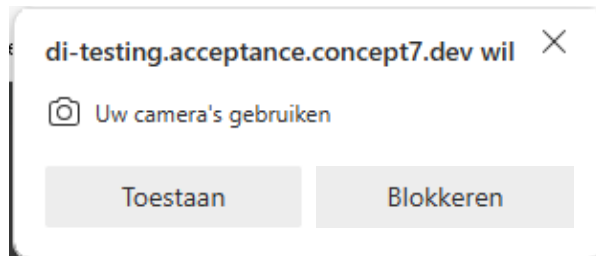 di-testing.acceptance.concept7.dev wil
Uw camera's gebruiken
Toestaan
Blokkeren